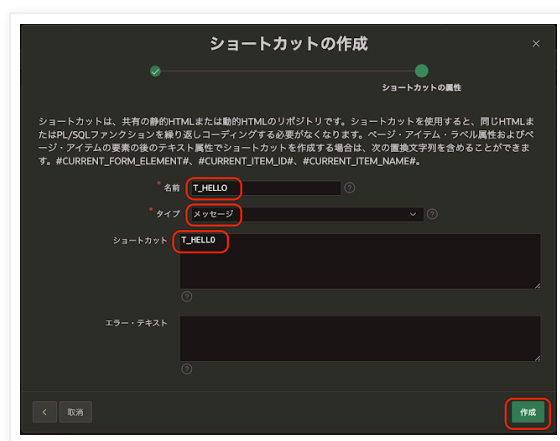 ショートカットの作成
ショートカットの属性
ショートカットは、共有の静的HTMLまたは動的HTMLのリポジトリです。ショートカットを使用すると、同じHTMLま
たはPL/SQLファンクションを繰り返しコーディングする必要がなくなります。ページ・アイテム・ラベル属性およびペ
ージ・アイテムの要素の後のテキスト属性でショートカットを作成する場合は、次の置換文字列を含めることができま
す。#CURRENT_FORM_ELEMENT#、#CURRENT_ITEM_ID#、#CURRENT_ITEM_NAME#。
* 名前 T_HELLO ?
* タイプ メッセージ ?
ショートカット T_HELLO
?
エラー・テキスト
?
取消 作成